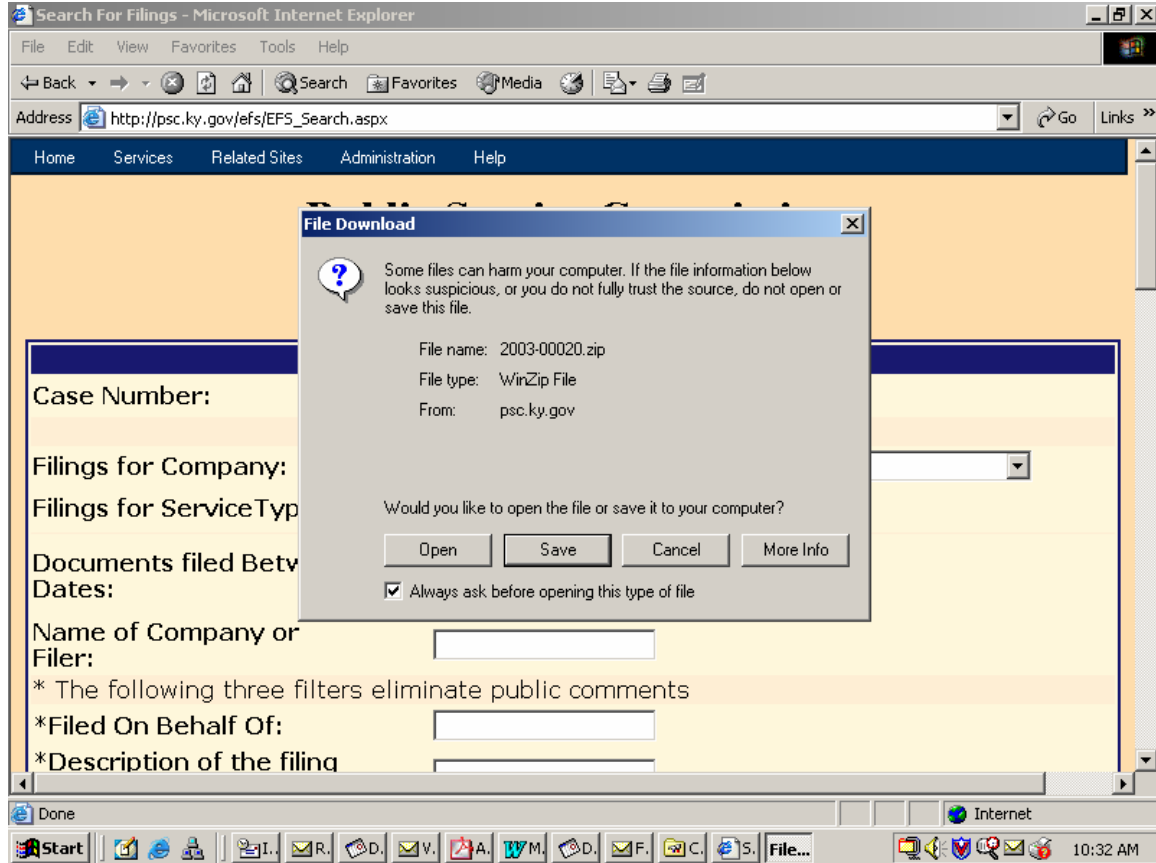 Search For Filings - Microsoft Internet Explorer
File Edit View Favorites Tools Help
Back Search Favorites Media
Address http://psc.ky.gov/efs/EFS_Search.aspx Go Links »
Home Services Related Sites Administration Help
File Download
Some files can harm your computer. If the file information below
looks suspicious, or you do not fully trust the source, do not open or
save this file.
File name: 2003-00020.zip
File type: WinZip File
From: psc.ky.gov
Would you like to open the file or save it to your computer?
Open Save Cancel More Info
Always ask before opening this type of file
Case Number:
Filings for Company:
Filings for ServiceTyp
Documents filed Betw
Dates:
Name of Company or
Filer:
* The following three filters eliminate public comments
*Filed On Behalf Of:
*Description of the filing
Done Internet
Start I. R. D. V. A. M. D. F. C. S. File... 10:32 AM